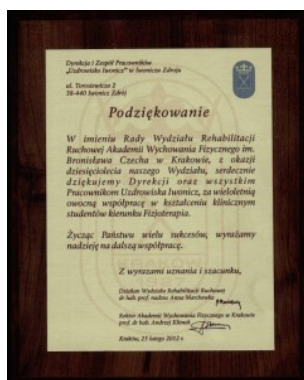 Dyrekcja i Zespół Pracowników
„Uzdrowiska Iwonicz” w Iwoniczu Zdroju
ul. Torosiewicza 2
38-440 Iwonicz Zdrój
Podziękowanie
W imieniu Rady Wydziału Rehabilitacji
Ruchowej Akademii Wychowania Fizycznego im.
Bronisława Czecha w Krakowie, z okazji
dziesięciolecia naszego Wydziału, serdecznie
dziękujemy Dyrekcji oraz wszystkim
Pracownikom Uzdrowiska Iwonicz, za wieloletnią
owocną współpracę w kształceniu klinicznym
studentów kierunku Fizjoterapia.
Życząc Państwu wielu sukcesów, wyrażamy
nadzieję na dalszą współpracę.
Z wyrazami uznania i szacunku,
Dziekan Wydziału Rehabilitacji Ruchowej
dr hab. prof. nadzw. Anna Marchewka
Rektor Akademii Wychowania Fizycznego w Krakowie
prof. dr hab. Andrzej Klimek
Kraków, 23 lutego 2012 r.